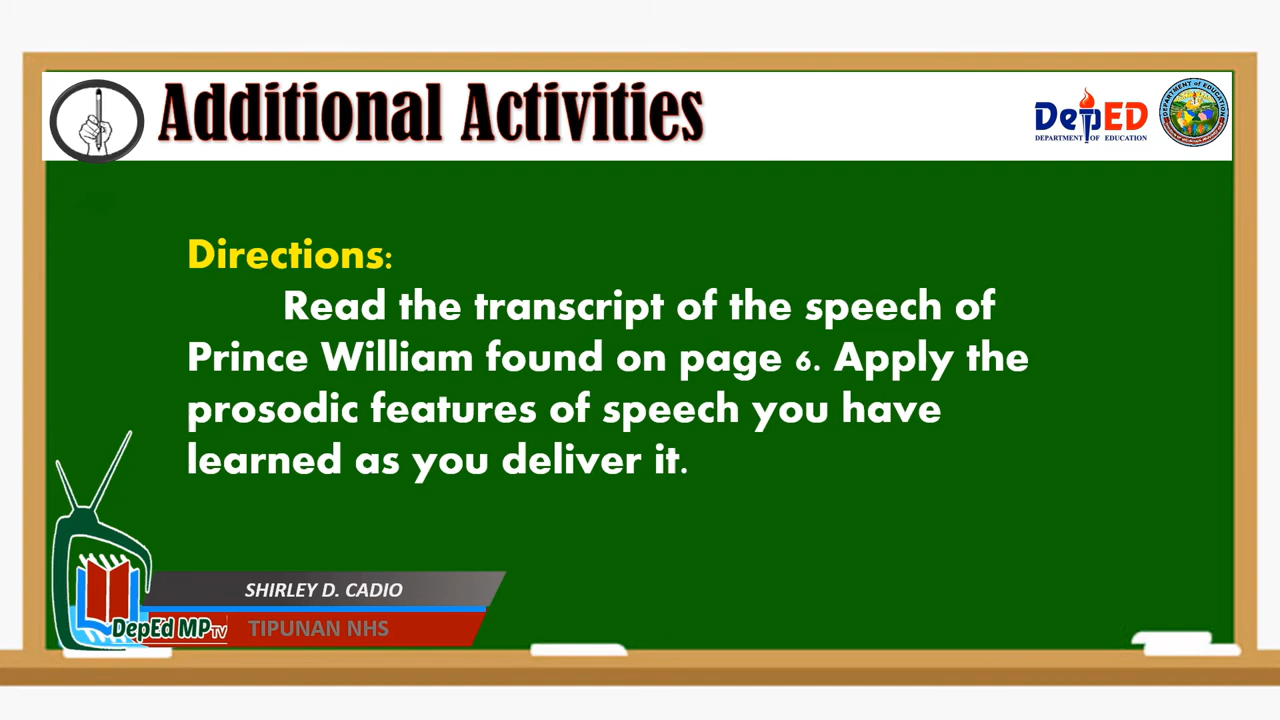 Additional Activities
DepED
DEPARTMENT OF EDUCATION
Directions:
Read the transcript of the speech of
Prince William found on page 6. Apply the
prosodic features of speech you have
learned as you deliver it.
SHIRLEY D. CADIO
DepEd MPTV
TIPUNAN NHS